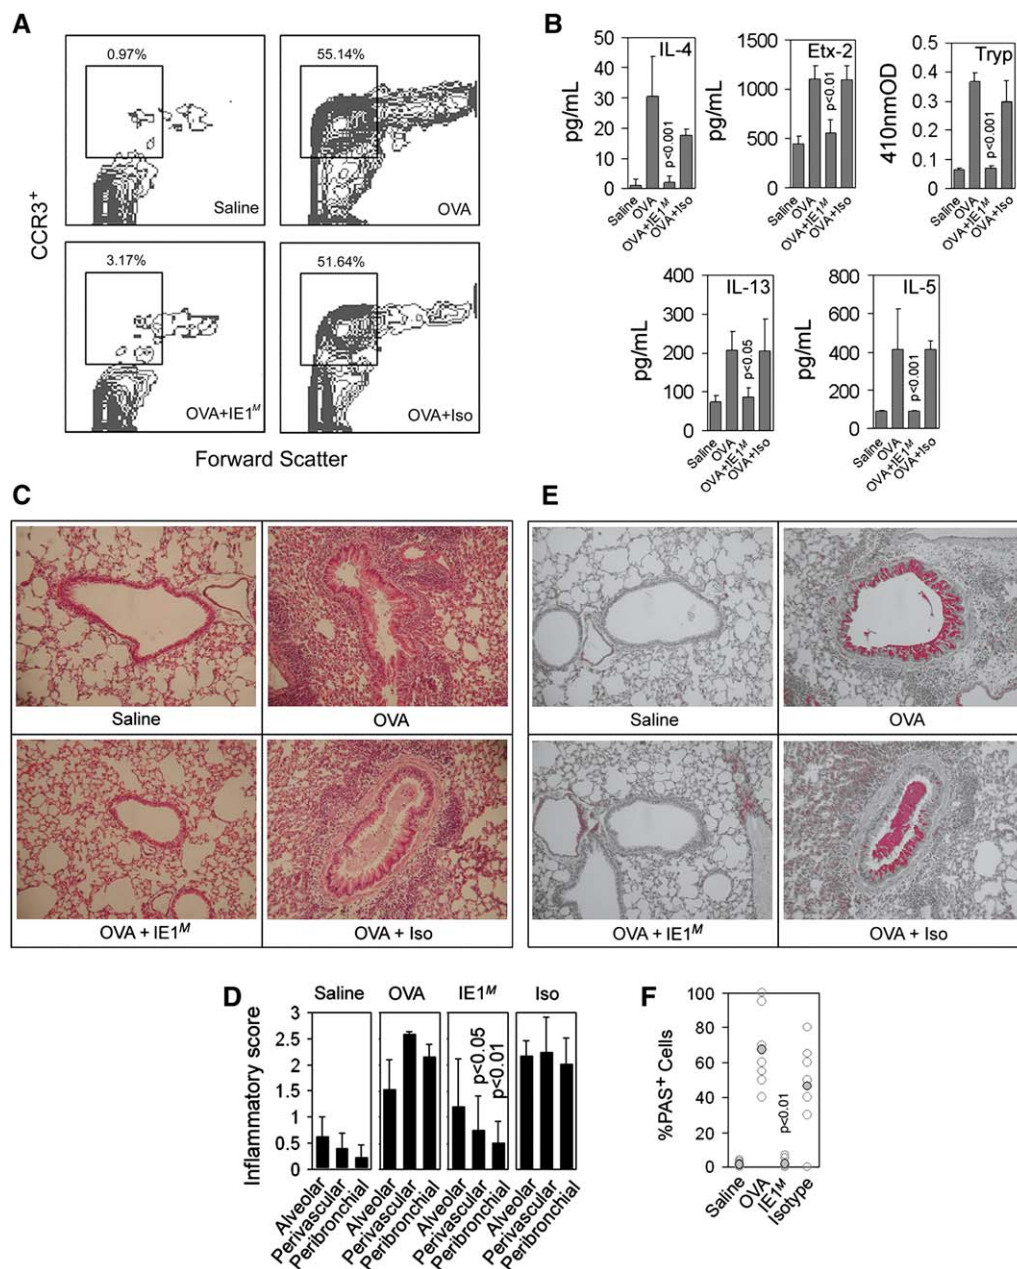 A
0.97%
55.14%
Saline
OVA
3.17%
51.64%
OVA+IE1M
OVA+Iso
CCR3+
Forward Scatter
B
IL-4
pg/mL
60
50
40
30
20
10
0
p<0.001
Saline
OVA
OVA+IE1M
OVA+Iso
Etx-2
pg/mL
1500
1000
500
0
p<0.01
Saline
OVA
OVA+IE1M
OVA+Iso
Tryp
410nmOD
0.5
0.4
0.3
0.2
0.1
0
p<0.001
Saline
OVA
OVA+IE1M
OVA+Iso
IL-13
pg/mL
400
300
200
100
0
p<0.05
Saline
OVA
OVA+IE1M
OVA+Iso
IL-5
pg/mL
800
600
400
200
0
p<0.001
Saline
OVA
OVA+IE1M
OVA+Iso
C
Saline
OVA
OVA + IE1M
OVA + Iso
E
Saline
OVA
OVA + IE1M
OVA + Iso
D
Saline
OVA
IE1M
Iso
Inflammatory score
3
2.5
2
1.5
1
0.5
0
p<0.05
p<0.01
Alveolar
Perivascular
Peribronchial
Alveolar
Perivascular
Peribronchial
Alveolar
Perivascular
Peribronchial
Alveolar
Perivascular
Peribronchial
F
%PAS+ Cells
100
80
60
40
20
0
p<0.01
Saline
OVA
IE1M
Isotype